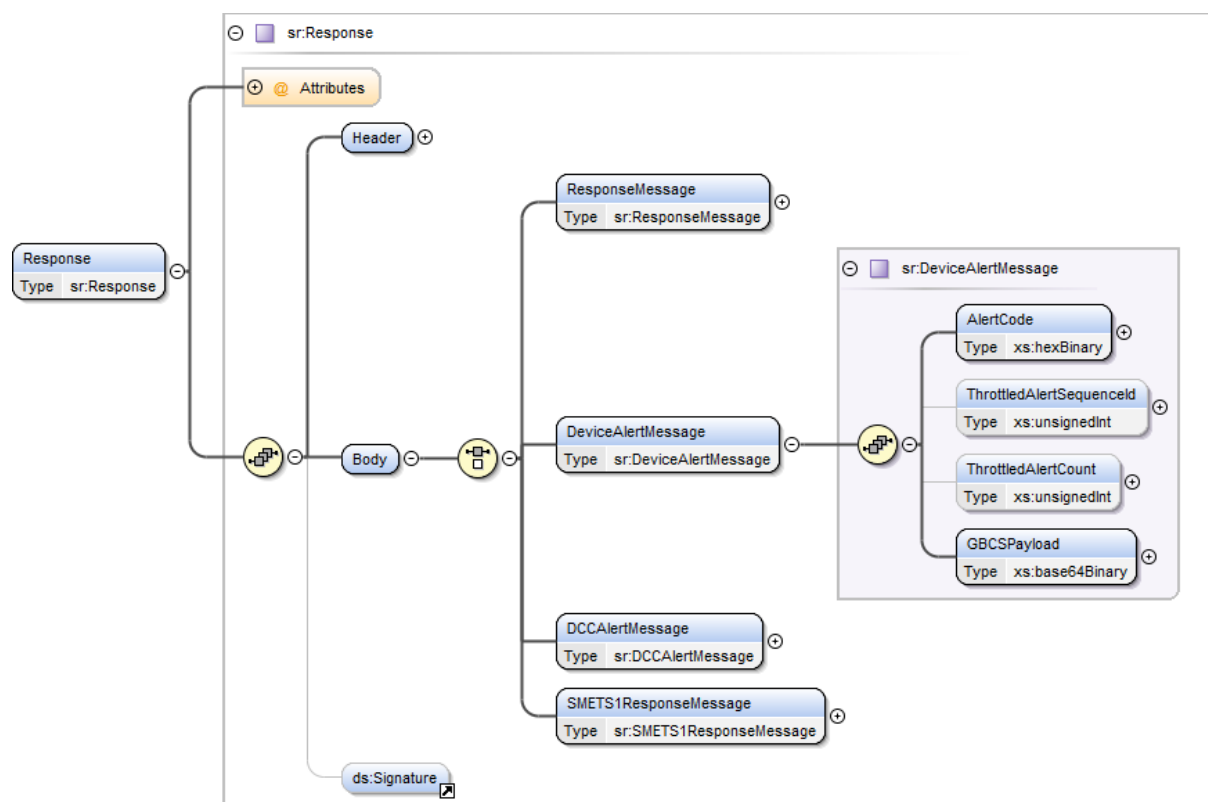 sr:Response
@ Attributes
Header
ResponseMessage
Type sr:ResponseMessage
Response
Type sr:Response
sr:DeviceAlertMessage
AlertCode
Type xs:hexBinary
ThrottledAlertSequenceId
Type xs:unsignedInt
DeviceAlertMessage
Type sr:DeviceAlertMessage
Body
ThrottledAlertCount
Type xs:unsignedInt
GBCSPayload
Type xs:base64Binary
DCCAlertMessage
Type sr:DCCAlertMessage
SMETS1ResponseMessage
Type sr:SMETS1ResponseMessage
ds:Signature